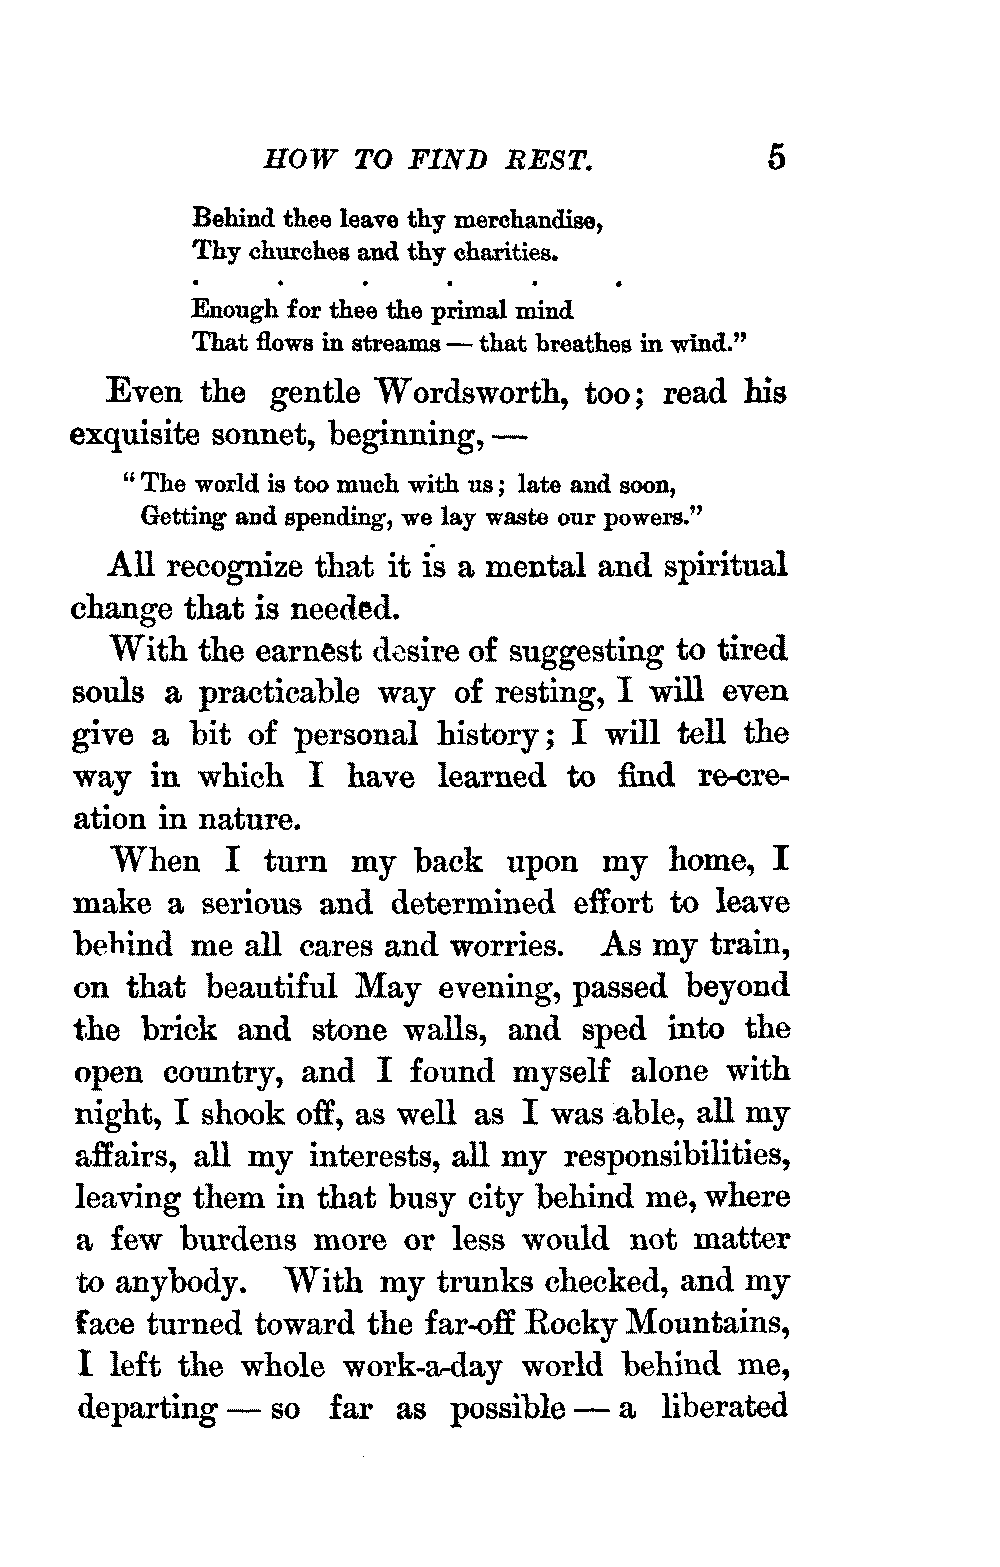 HOW TO FIND REST. 5
Behind thee leave thy merchandise,
Thy churches and thy charities.
. . . . . .
Enough for thee the primal mind
That flows in streams — that breathes in wind."
Even the gentle Wordsworth, too; read his
exquisite sonnet, beginning, —
"The world is too much with us; late and soon,
Getting and spending, we lay waste our powers."
All recognize that it is a mental and spiritual
change that is needed.
With the earnest desire of suggesting to tired
souls a practicable way of resting, I will even
give a bit of personal history; I will tell the
way in which I have learned to find re-cre-
ation in nature.
When I turn my back upon my home, I
make a serious and determined effort to leave
behind me all cares and worries. As my train,
on that beautiful May evening, passed beyond
the brick and stone walls, and sped into the
open country, and I found myself alone with
night, I shook off, as well as I was able, all my
affairs, all my interests, all my responsibilities,
leaving them in that busy city behind me, where
a few burdens more or less would not matter
to anybody. With my trunks checked, and my
face turned toward the far-off Rocky Mountains,
I left the whole work-a-day world behind me,
departing — so far as possible — a liberated